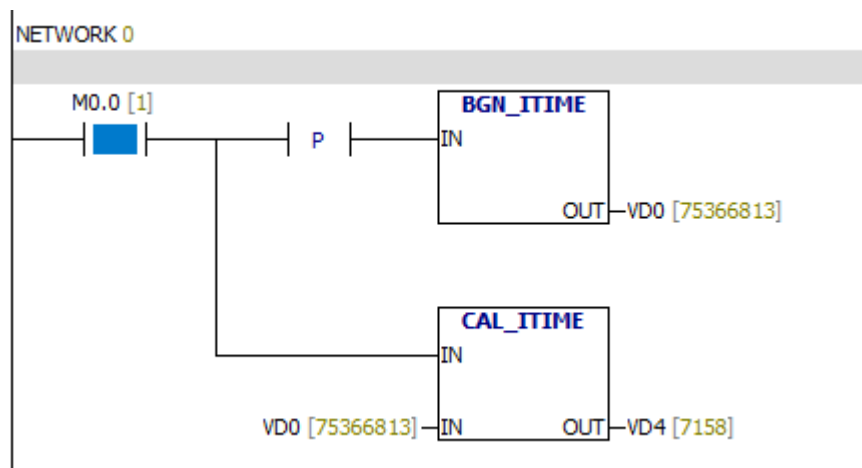 NETWORK 0
M0.0 [1]
BGN_ITIME
P
IN
OUT VD0 [75366813]
CAL_ITIME
IN
VD0 [75366813] IN OUT VD4 [7158]